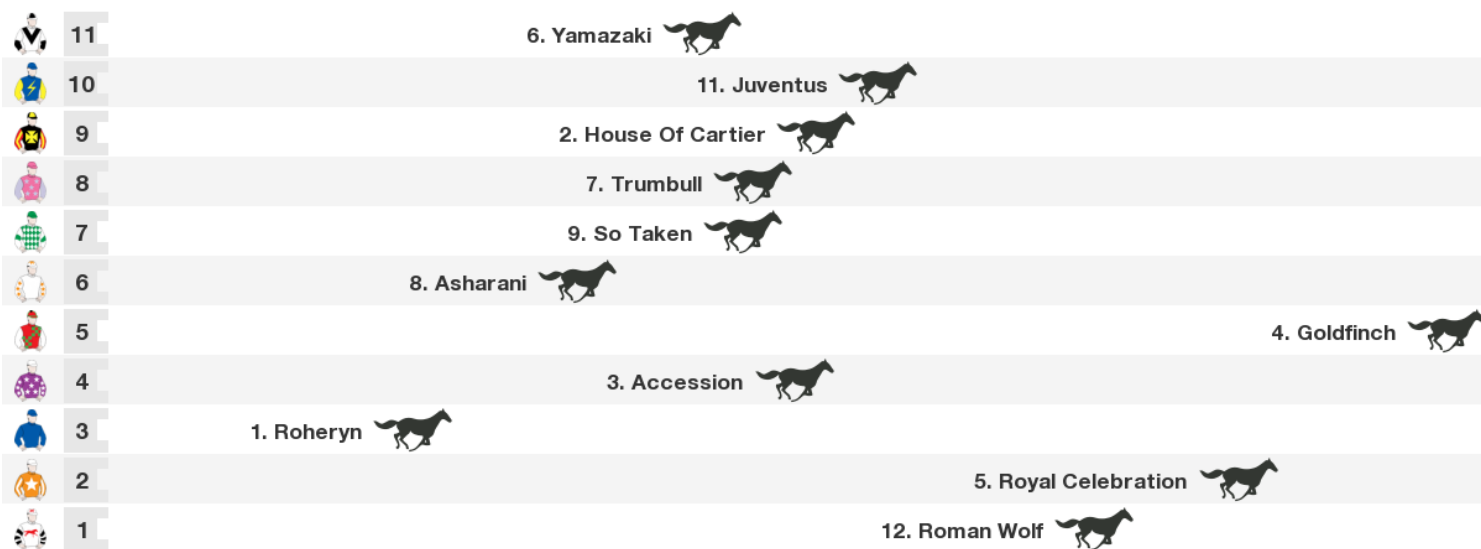 11 6. Yamazaki
10 11. Juventus
9 2. House Of Cartier
8 7. Trumbull
7 9. So Taken
6 8. Asharani
5 4. Goldfinch
4 3. Accession
3 1. Roheryn
2 5. Royal Celebration
1 12. Roman Wolf